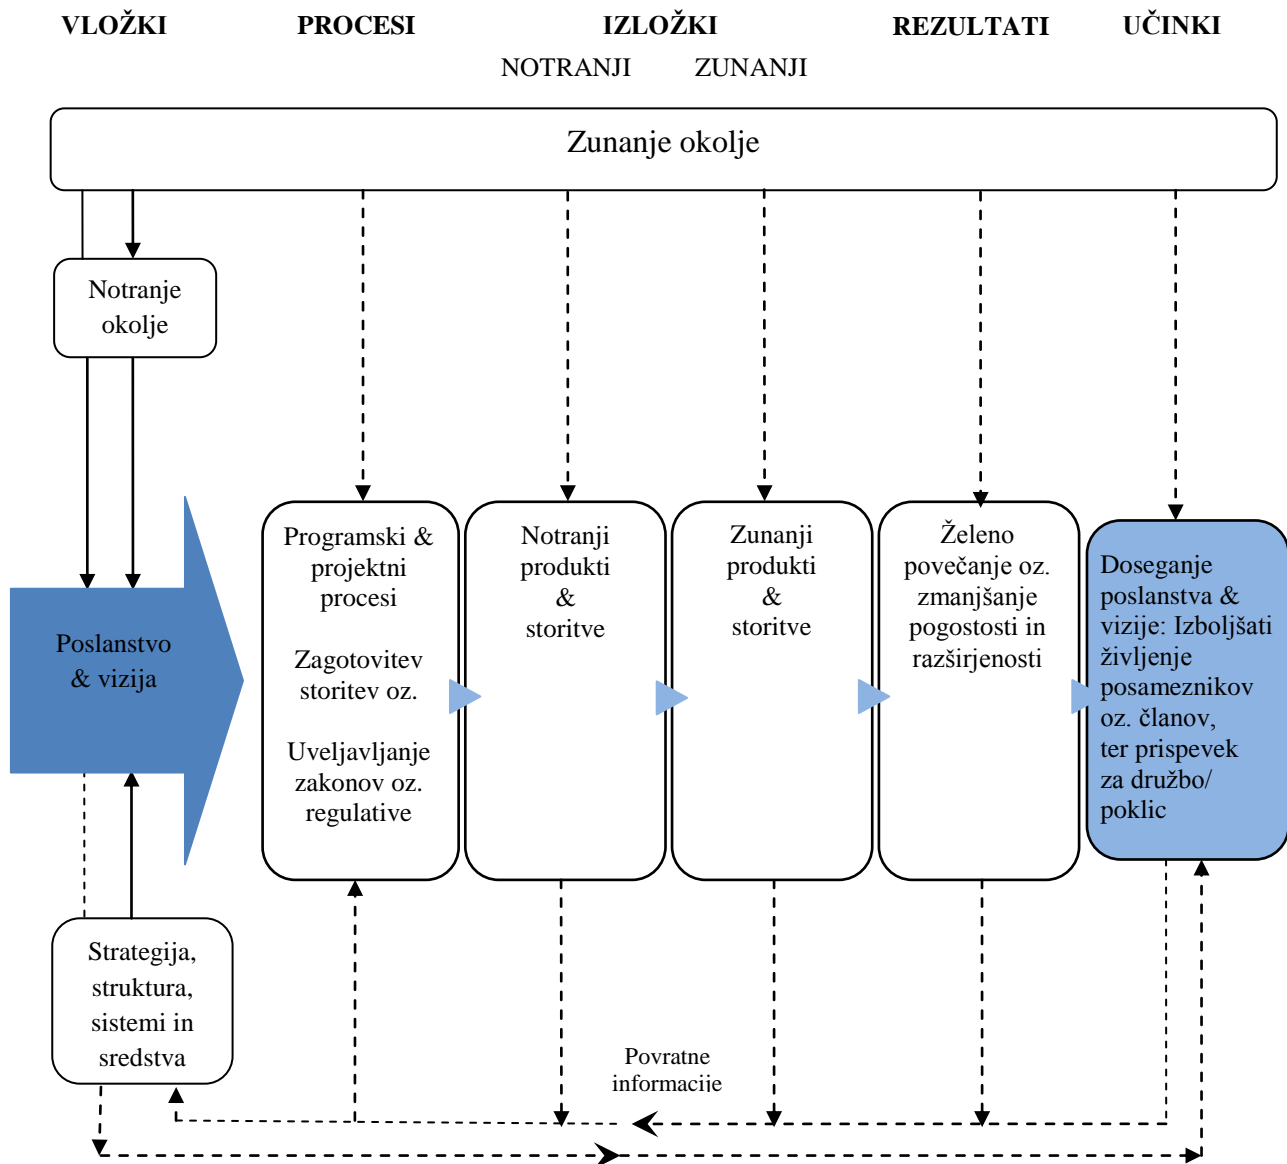 VLOŽKI PROCESI IZLOŽKI REZULTATI UČINKI
NOTRANJI ZUNANJI
Zunanje okolje
Notranje
okolje
Poslanstvo
& vizija
Programski &
projektni
procesi
Zagotovitev
storitev oz.
Uveljavljanje
zakonov oz.
regulative
Notranji
produkti
&
storitve
Zunanji
produkti
&
storitve
Želeno
povečanje oz.
zmanjšanje
pogostosti in
razširjenosti
Doseganje
poslanstva &
vizije: Izboljšati
življenje
posameznikov
oz. članov,
ter prispevek
za družbo/
poklic
Strategija,
struktura,
sistemi in
sredstva
Povratne
informacije